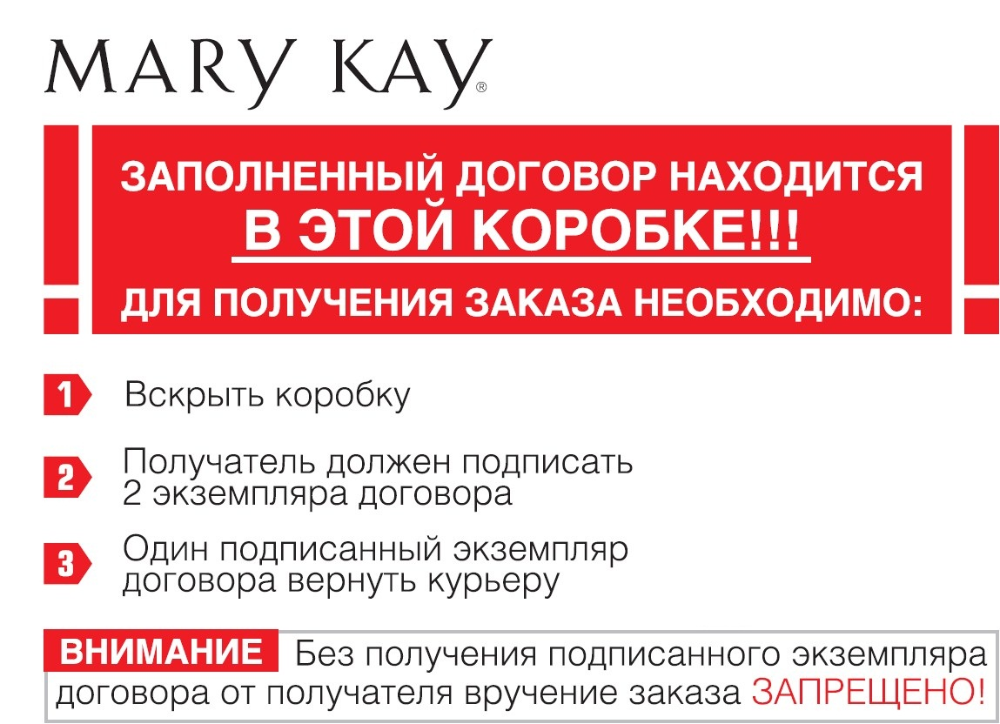 MARY KAY®
ЗАПОЛНЕННЫЙ ДОГОВОР НАХОДИТСЯ
В ЭТОЙ КОРОБКЕ!!!
ДЛЯ ПОЛУЧЕНИЯ ЗАКАЗА НЕОБХОДИМО:
1 Вскрыть коробку
2 Получатель должен подписать
2 экземпляра договора
3 Один подписанный экземпляр
договора вернуть курьеру
ВНИМАНИЕ Без получения подписанного экземпляра
договора от получателя вручение заказа ЗАПРЕЩЕНО!